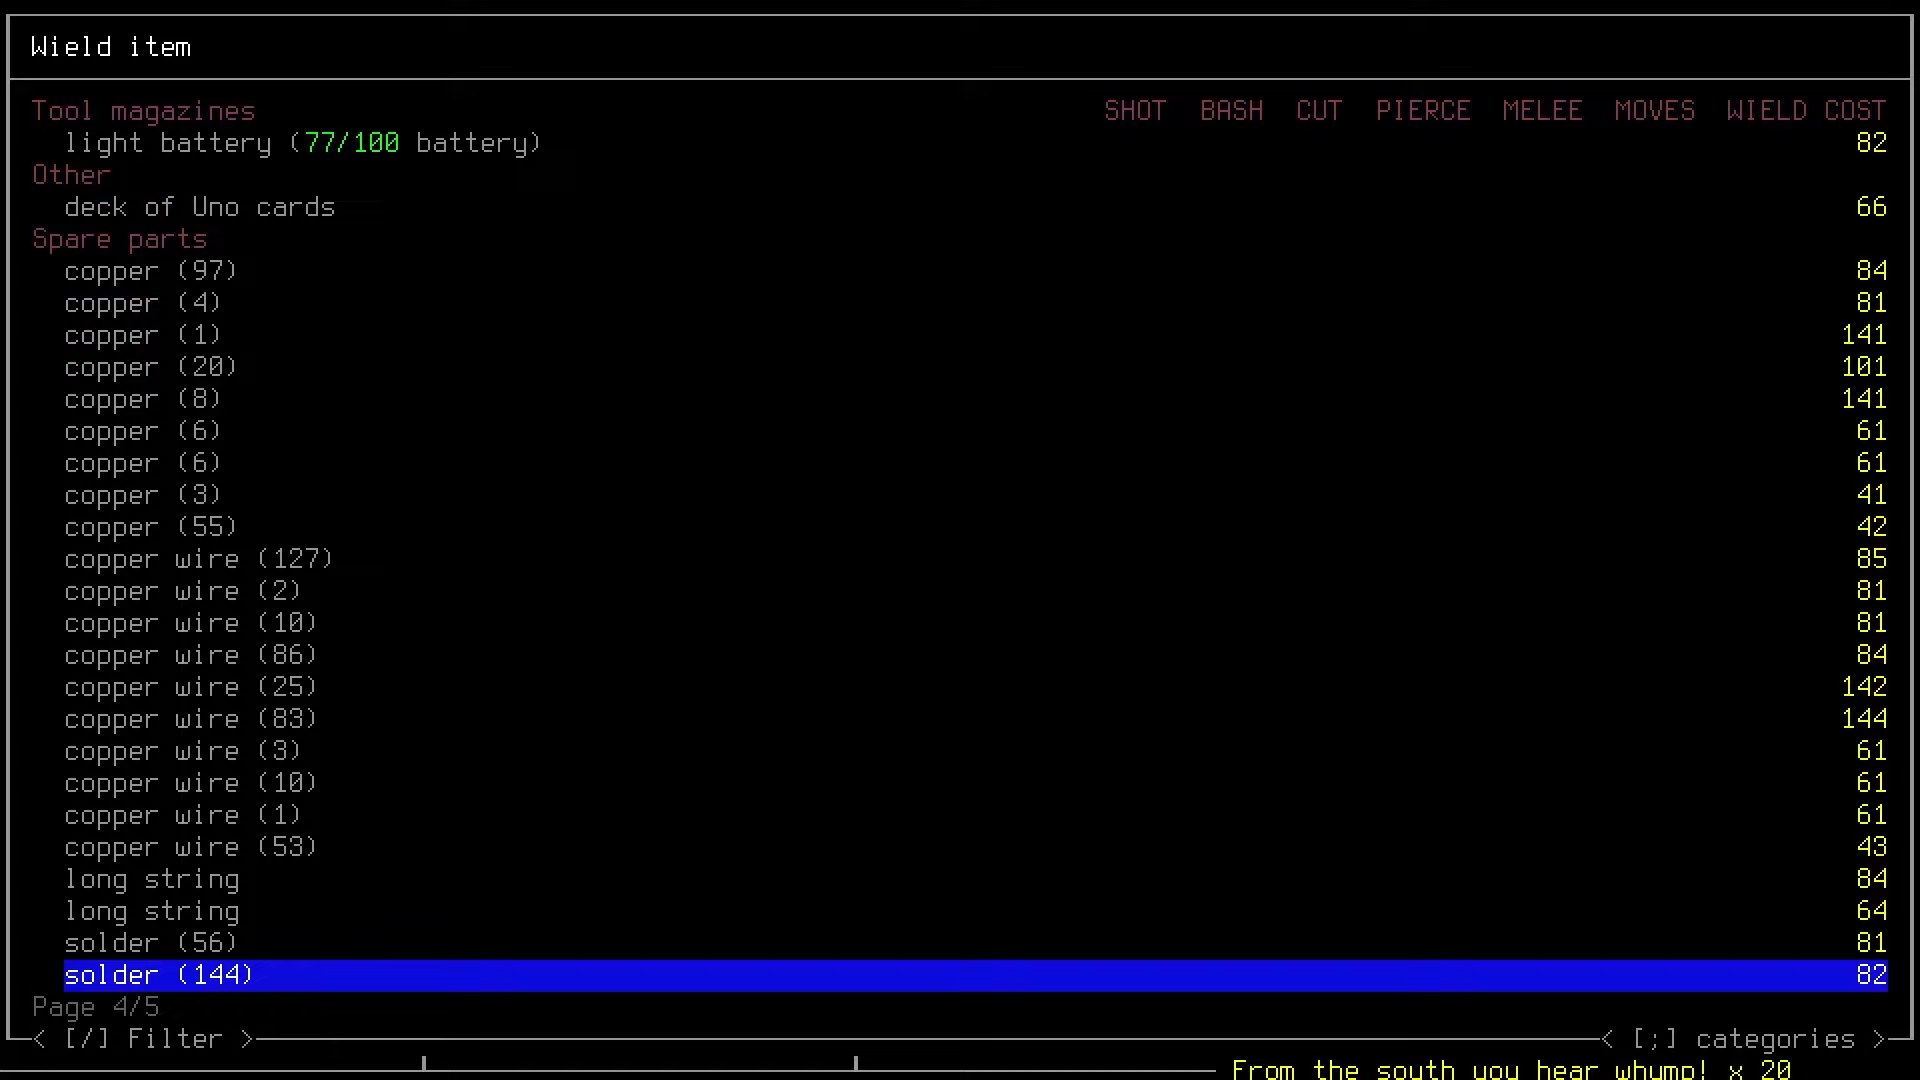 Wield item
Tool magazines SHOT BASH CUT PIERCE MELEE MOVES WIELD COST
light battery (77/100 battery) 82
Other
deck of Uno cards 66
Spare parts
copper (97) 84
copper (4) 81
copper (1) 141
copper (20) 101
copper (8) 141
copper (6) 61
copper (6) 61
copper (3) 41
copper (55) 42
copper wire (127) 85
copper wire (2) 81
copper wire (10) 81
copper wire (86) 84
copper wire (25) 142
copper wire (83) 144
copper wire (3) 61
copper wire (10) 61
copper wire (1) 61
copper wire (53) 43
long string 84
long string 64
solder (56) 81
solder (144) 82
Page 4/5
< [/] Filter > < [;] categories >
From the south you hear whump! x 20